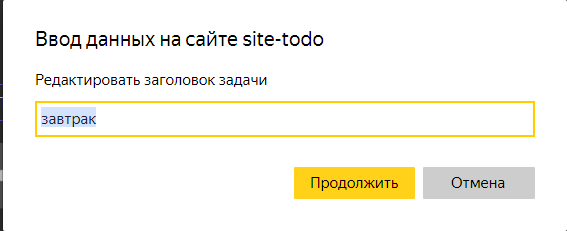 Ввод данных на сайте site-todo
Редактировать заголовок задачи
завтрак
Продолжить Отмена